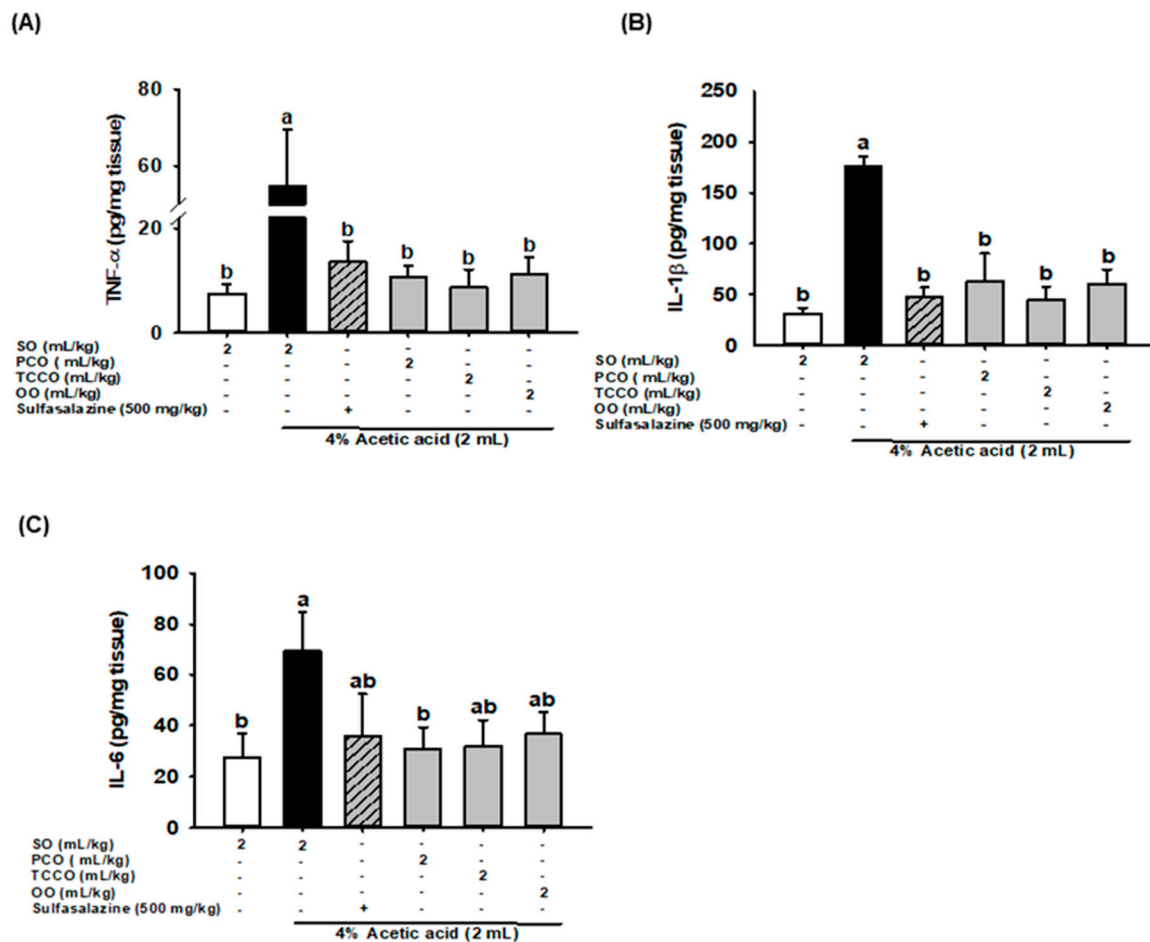 (A)
TNF-α (pg/mg tissue)
80
60
20
0
b
a
b
b
b
b
SO (mL/kg) 2 2 - - - -
PCO ( mL/kg) - - - 2 - -
TCCO (mL/kg) - - - - 2 -
OO (mL/kg) - - - - - 2
Sulfasalazine (500 mg/kg) - - + - - -
4% Acetic acid (2 mL)
(B)
IL-1β (pg/mg tissue)
250
200
150
100
50
0
b
a
b
b
b
b
SO (mL/kg) 2 2 - - - -
PCO ( mL/kg) - - - 2 - -
TCCO (mL/kg) - - - - 2 -
OO (mL/kg) - - - - - 2
Sulfasalazine (500 mg/kg) - - + - - -
4% Acetic acid (2 mL)
(C)
IL-6 (pg/mg tissue)
100
80
60
40
20
0
b
a
ab
b
ab
ab
SO (mL/kg) 2 2 - - - -
PCO ( mL/kg) - - - 2 - -
TCCO (mL/kg) - - - - 2 -
OO (mL/kg) - - - - - 2
Sulfasalazine (500 mg/kg) - - + - - -
4% Acetic acid (2 mL)